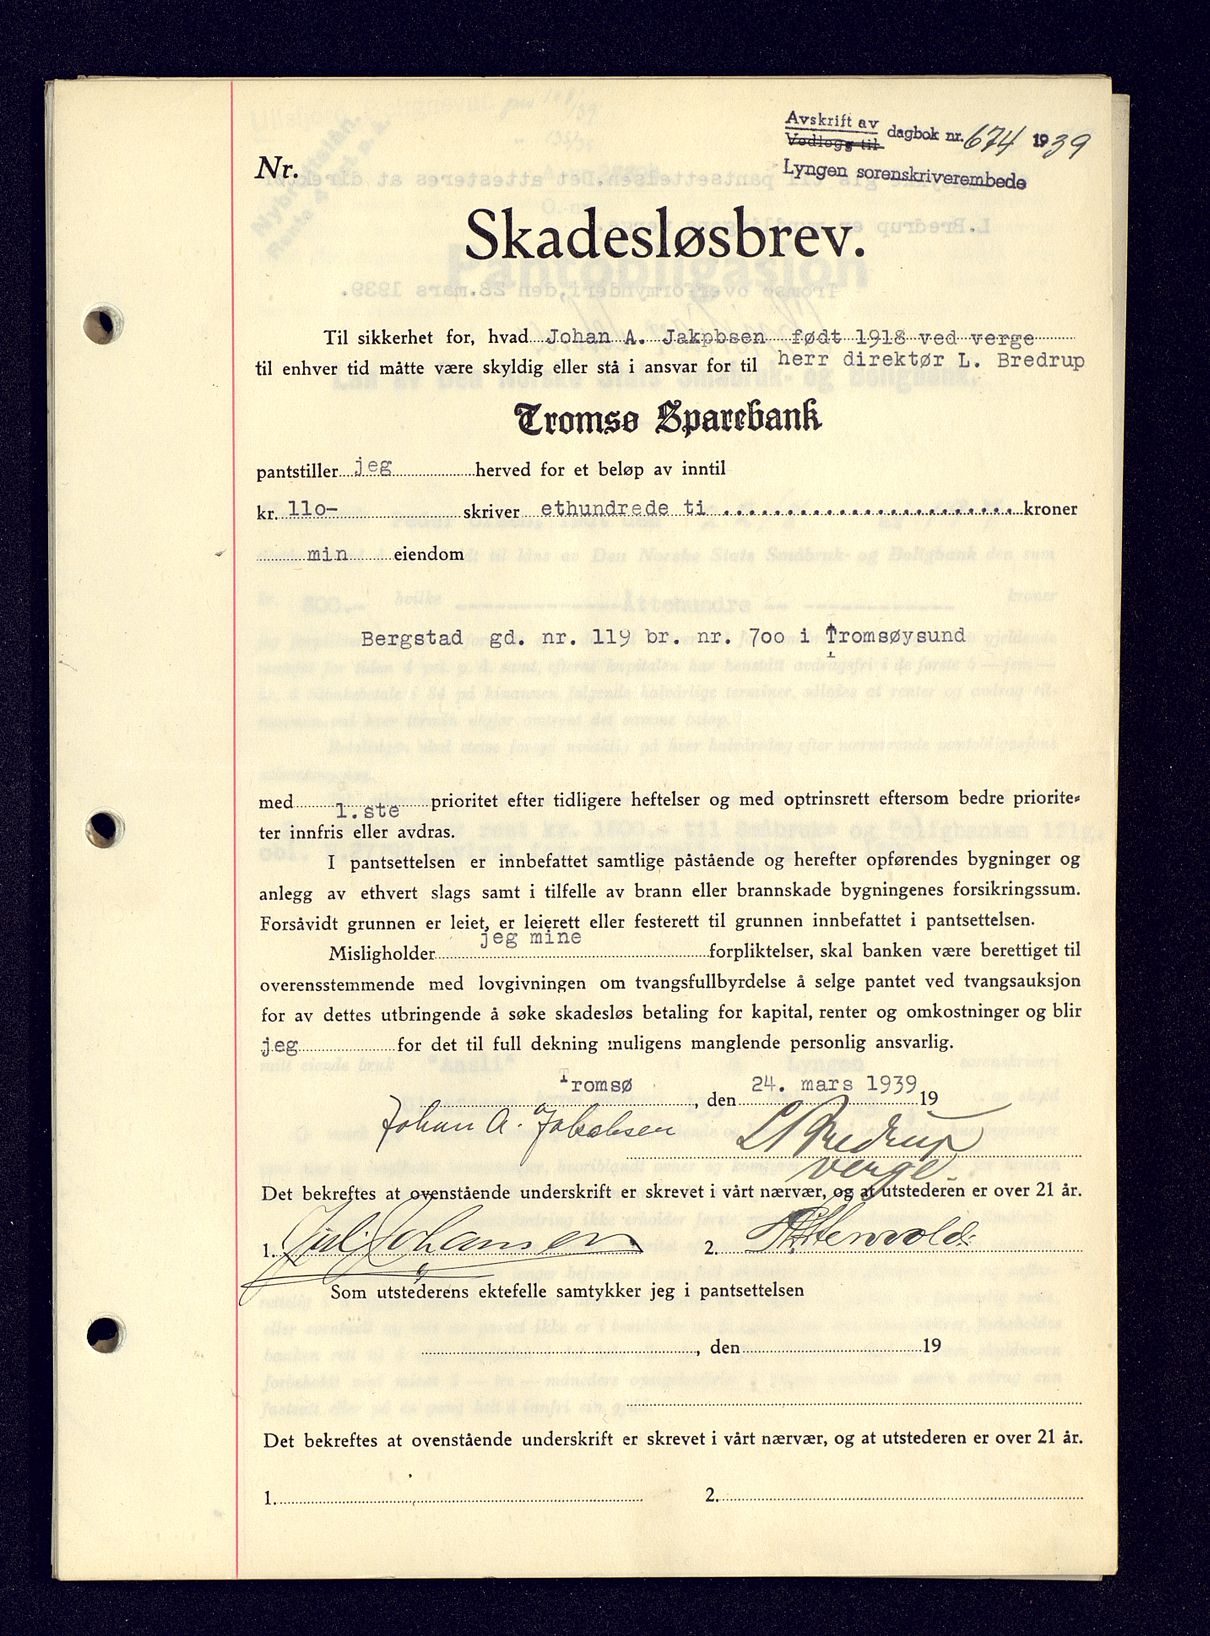 Avskrift av
Vedlegg til
dagbok nr. 674 1939
Lyngen sorenskriverembede
Nr.
Skadesløsbrev.
Til sikkerhet for, hvad Johan A. Jakpbsen født 1918 ved verge
til enhver tid måtte være skyldig eller stå i ansvar for til herr direktør L. Bredrup
Tromsø Sparebank
pantstiller jeg herved for et beløp av inntil
kr. 11o- skriver ethundrede ti kroner
min eiendom
Bergstad gd. nr. 119 br. nr. 7oo i Tromsøysund
med 1.ste prioritet efter tidligere heftelser og med optrinsrett eftersom bedre priorite-
ter innfris eller avdras.
I pantsettelsen er innbefattet samtlige påstående og herefter opførendes bygninger og
anlegg av ethvert slags samt i tilfelle av brann eller brannskade bygningenes forsikringssum.
Forsåvidt grunnen er leiet, er leierett eller festerett til grunnen innbefattet i pantsettelsen.
Misligholder jeg mine forpliktelser, skal banken være berettiget til
overensstemmende med lovgivningen om tvangsfullbyrdelse å selge pantet ved tvangsauksjon
for av dettes utbringende å søke skadesløs betaling for kapital, renter og omkostninger og blir
jeg for det til full dekning muligens manglende personlig ansvarlig.
Tromsø, den 24. mars 1939 19
Johan A. Jakobsen L. Bredrup
verge.
Det bekreftes at ovenstående underskrift er skrevet i vårt nærvær, og at utstederen er over 21 år.
1. Johansen 2.
Som utstederens ektefelle samtykker jeg i pantsettelsen
, den 19
Det bekreftes at ovenstående underskrift er skrevet i vårt nærvær, og at utstederen er over 21 år.
1. 2.